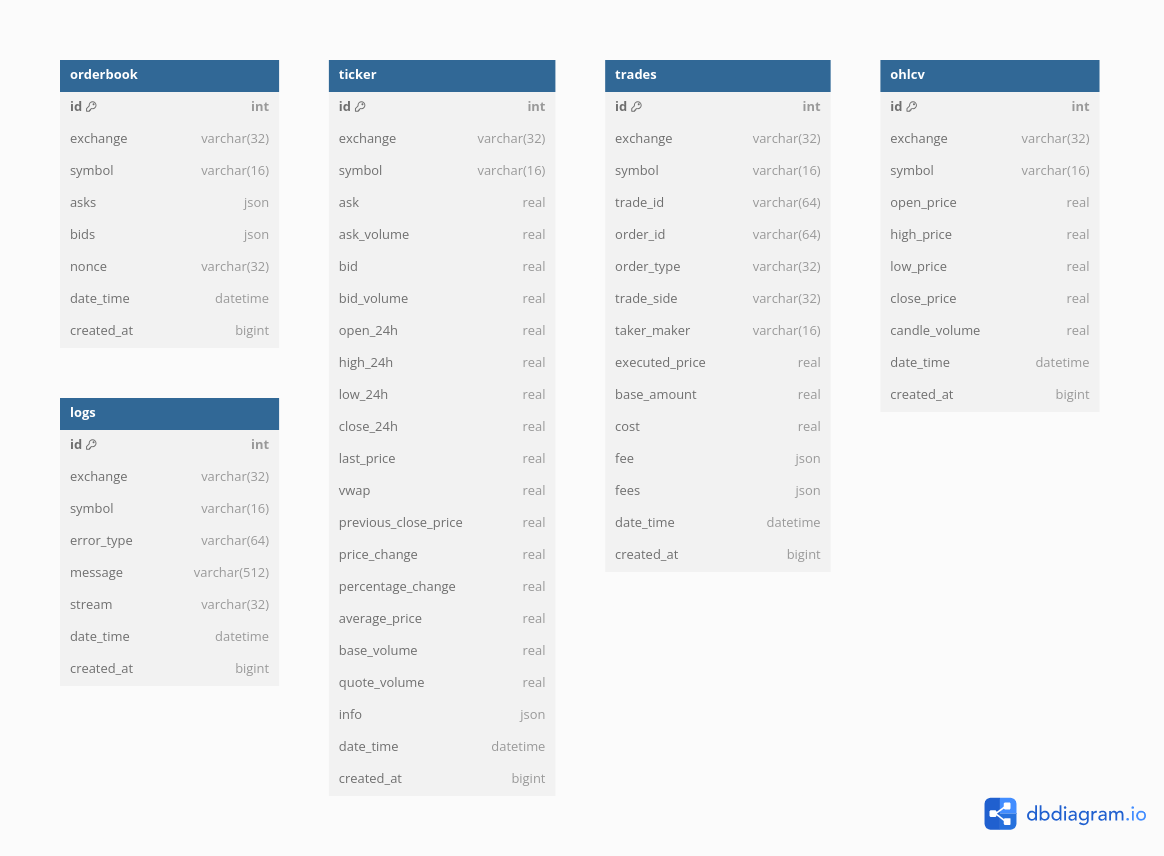 orderbook
id int
exchange varchar(32)
symbol varchar(16)
asks json
bids json
nonce varchar(32)
date_time datetime
created_at bigint
logs
id int
exchange varchar(32)
symbol varchar(16)
error_type varchar(64)
message varchar(512)
stream varchar(32)
date_time datetime
created_at bigint
ticker
id int
exchange varchar(32)
symbol varchar(16)
ask real
ask_volume real
bid real
bid_volume real
open_24h real
high_24h real
low_24h real
close_24h real
last_price real
vwap real
previous_close_price real
price_change real
percentage_change real
average_price real
base_volume real
quote_volume real
info json
date_time datetime
created_at bigint
trades
id int
exchange varchar(32)
symbol varchar(16)
trade_id varchar(64)
order_id varchar(64)
order_type varchar(32)
trade_side varchar(32)
taker_maker varchar(16)
executed_price real
base_amount real
cost real
fee json
fees json
date_time datetime
created_at bigint
ohlcv
id int
exchange varchar(32)
symbol varchar(16)
open_price real
high_price real
low_price real
close_price real
candle_volume real
date_time datetime
created_at bigint
dbdiagram.io